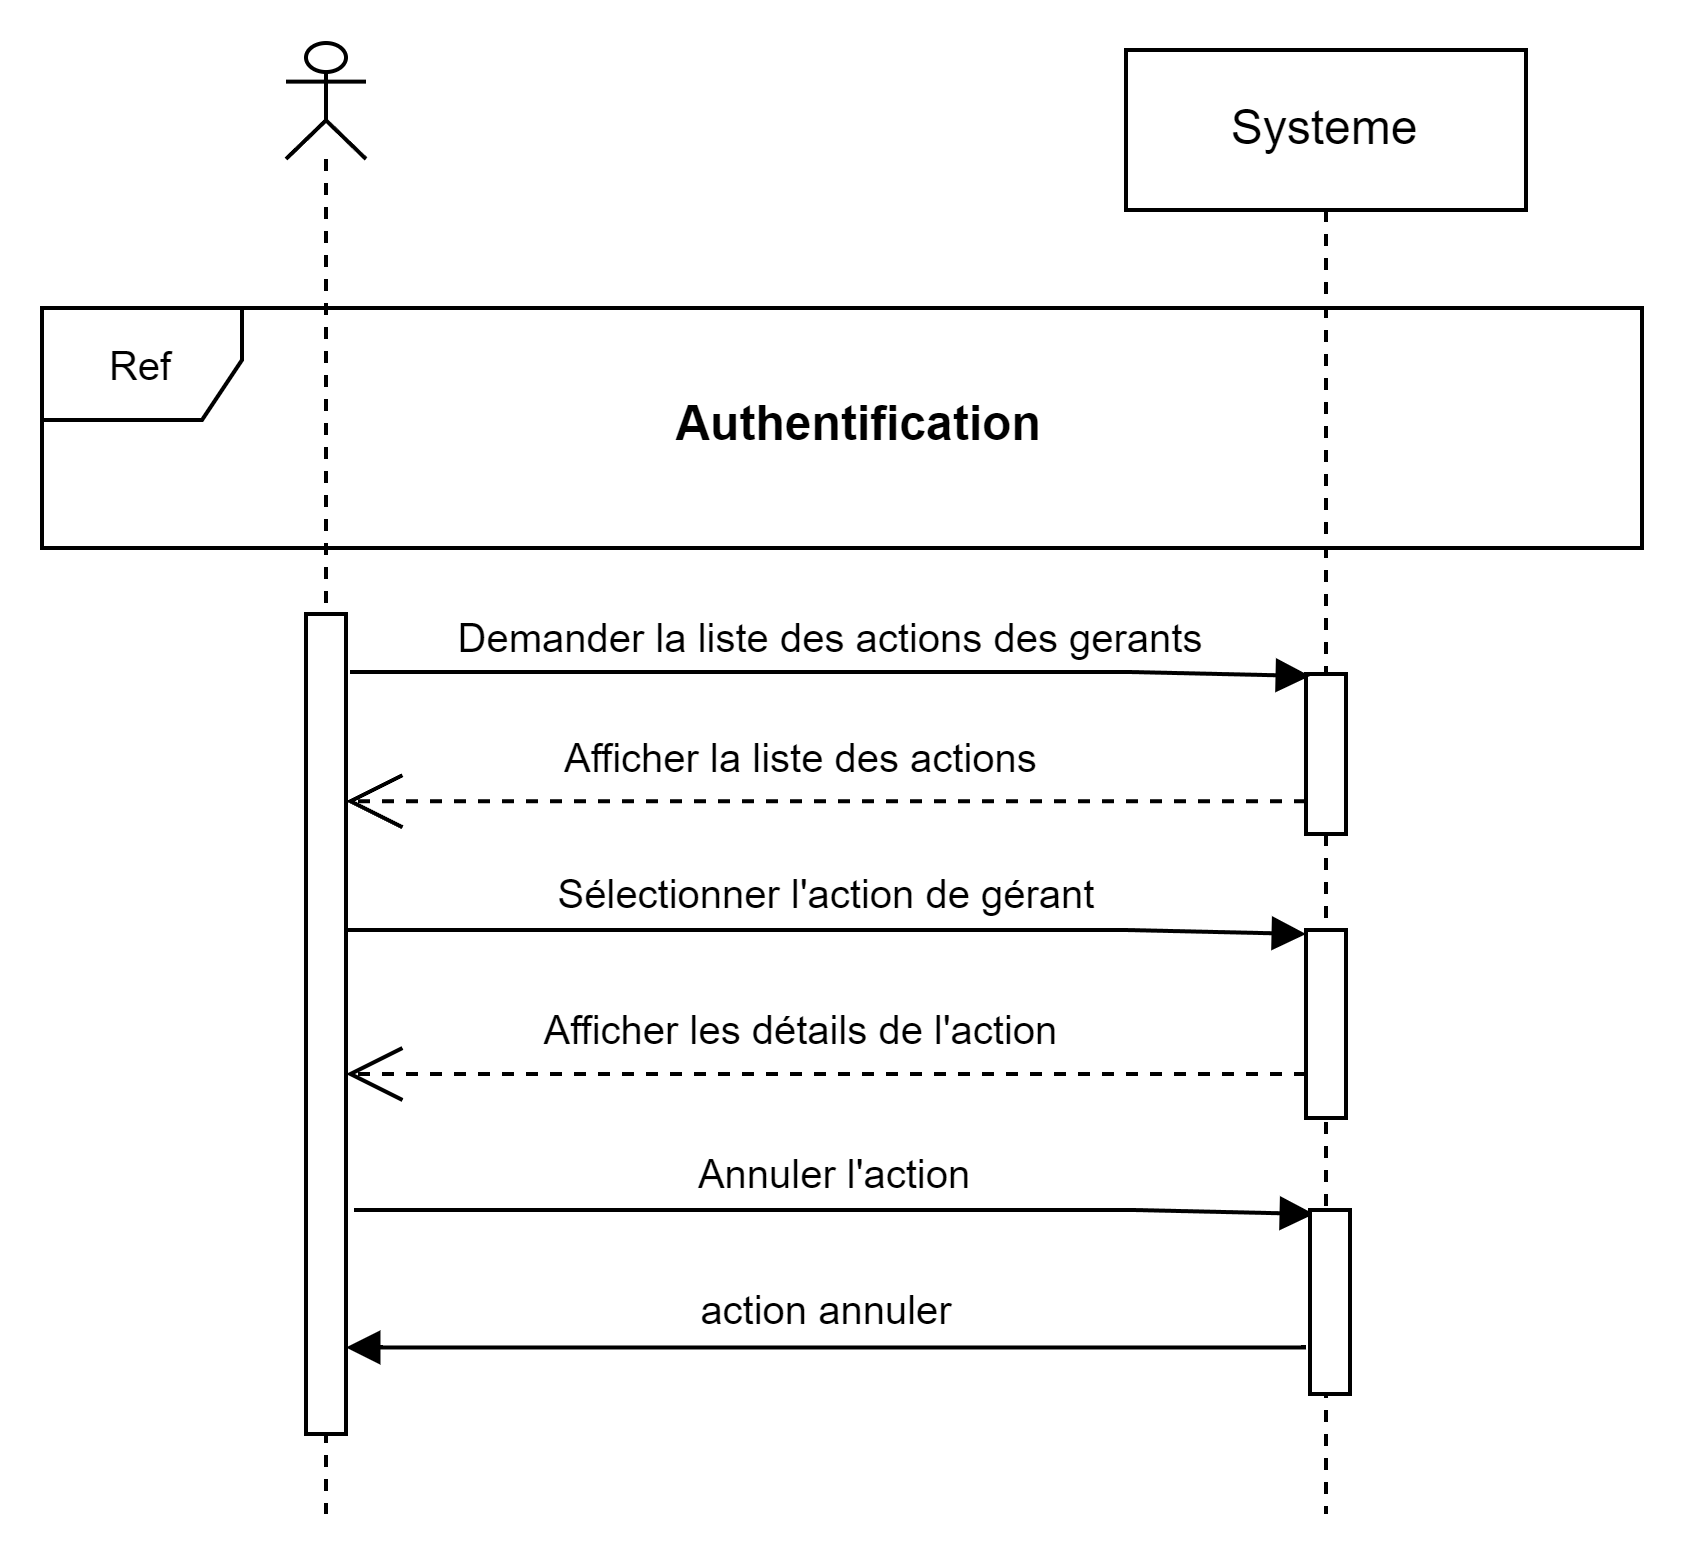 Systeme
Ref
Authentification
Demander la liste des actions des gerants
Afficher la liste des actions
Sélectionner l'action de gérant
Afficher les détails de l'action
Annuler l'action
action annuler